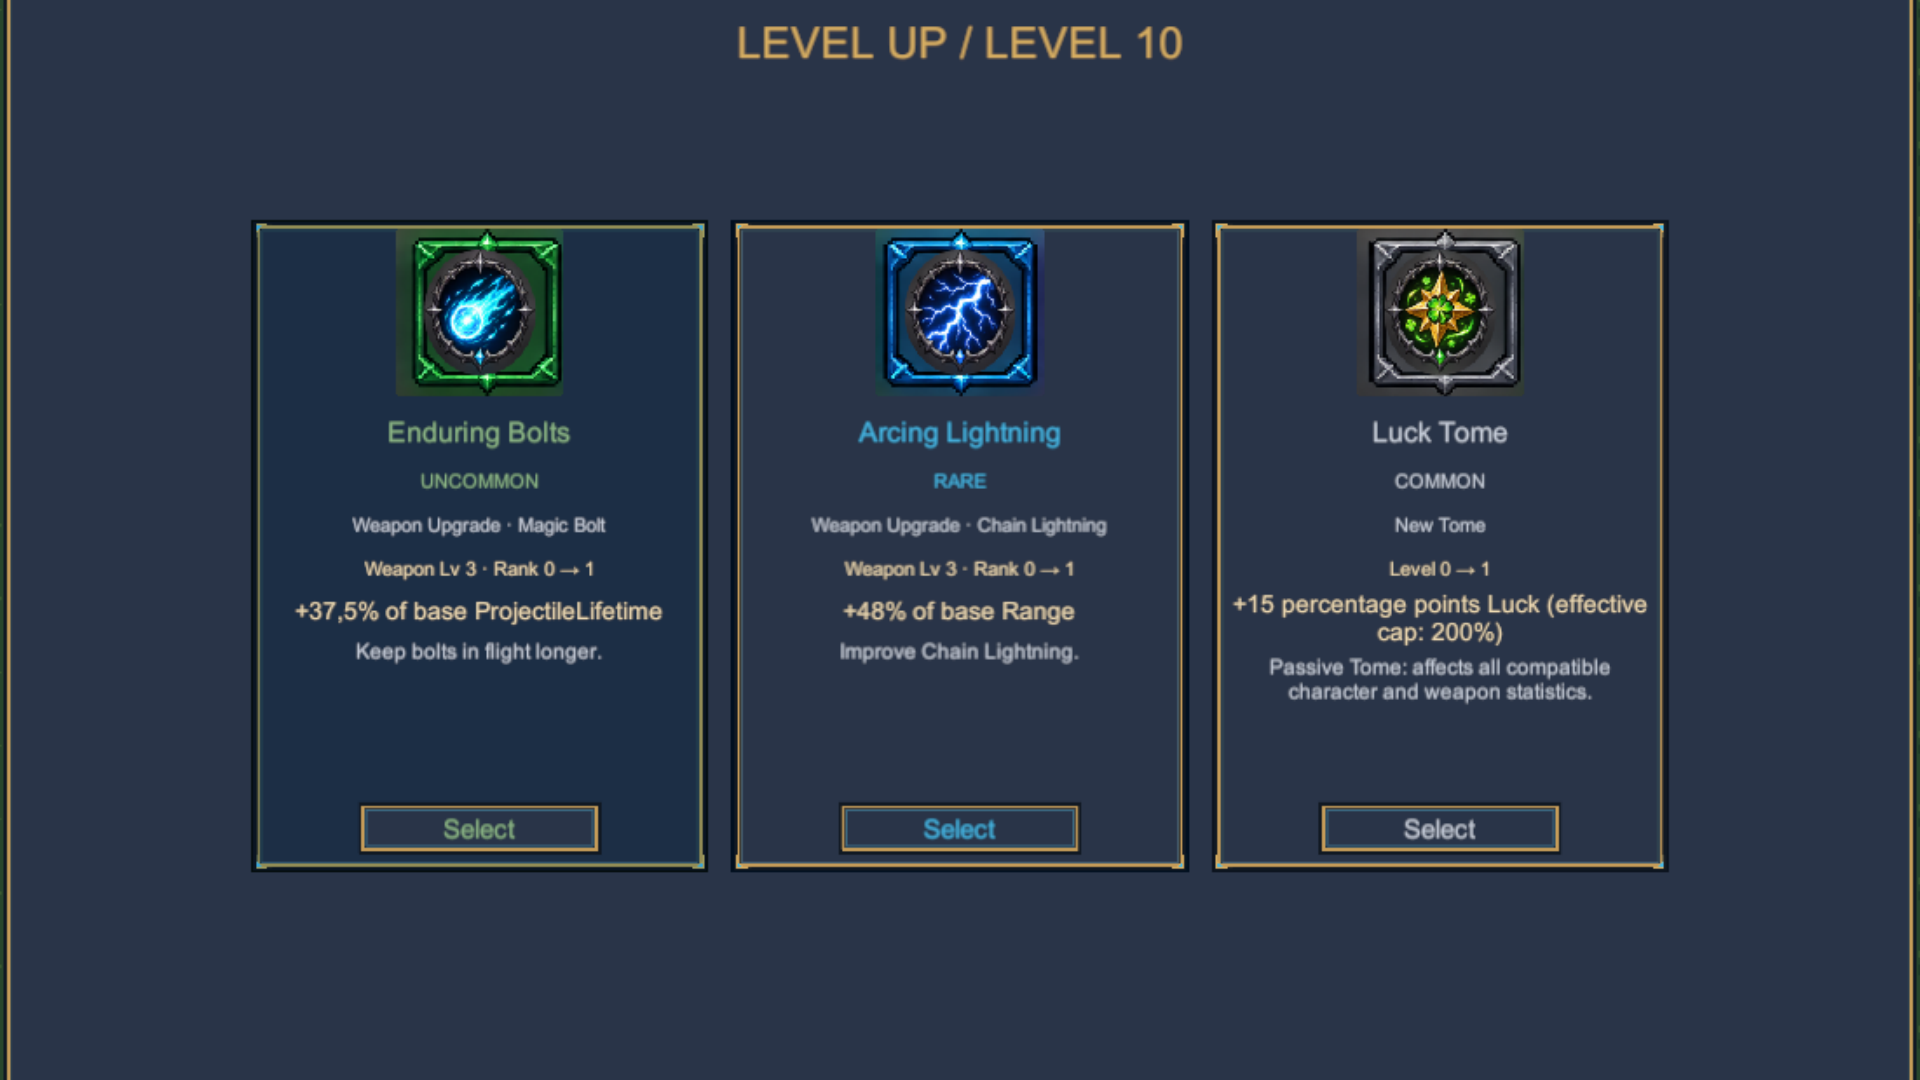 LEVEL UP / LEVEL 10
Enduring Bolts
UNCOMMON
Weapon Upgrade · Magic Bolt
Weapon Lv 3 · Rank 0 → 1
+37,5% of base ProjectileLifetime
Keep bolts in flight longer.
Select
Arcing Lightning
RARE
Weapon Upgrade · Chain Lightning
Weapon Lv 3 · Rank 0 → 1
+48% of base Range
Improve Chain Lightning.
Select
Luck Tome
COMMON
New Tome
Level 0 → 1
+15 percentage points Luck (effective
cap: 200%)
Passive Tome: affects all compatible
character and weapon statistics.
Select